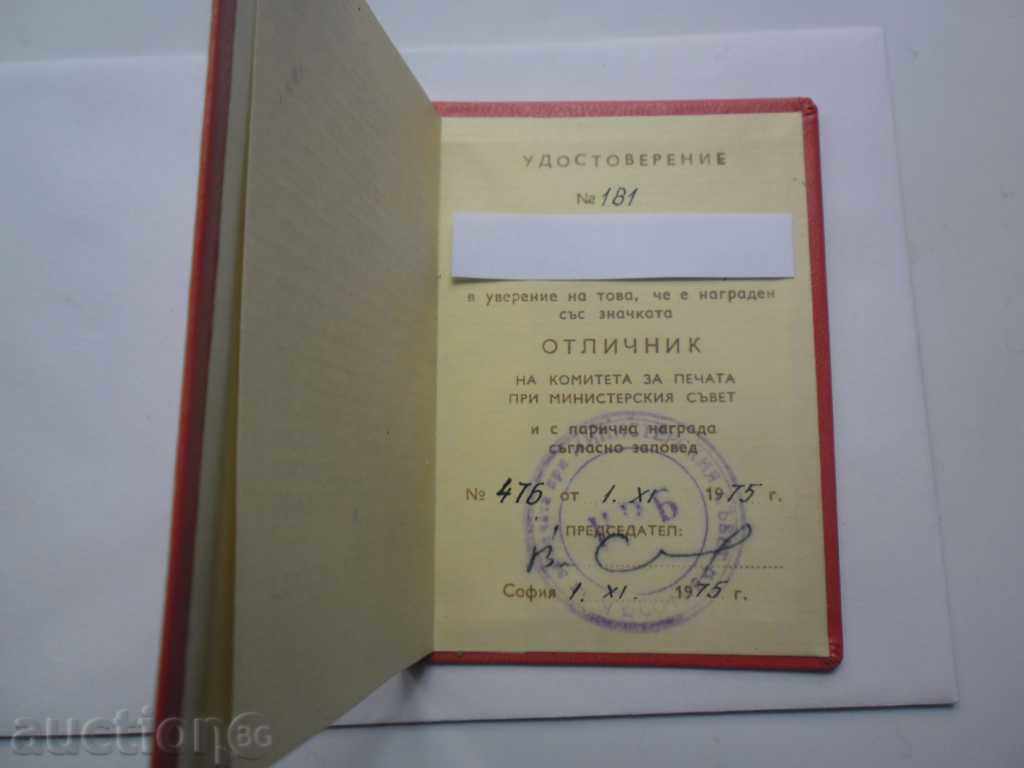 УДОСТОВЕРЕНИЕ
№ 1В1
в уверение на това, че е награден
със значката
ОТЛИЧНИК
НА КОМИТЕТА ЗА ПЕЧАТА
ПРИ МИНИСТЕРСКИЯ СЪВЕТ
и с парична награда
съгласно заповед
№ 476 от 1. XI. 1975 г.
ПРЕДСЕДАТЕЛ:
София 1. XI. 1975 г.
auction BG